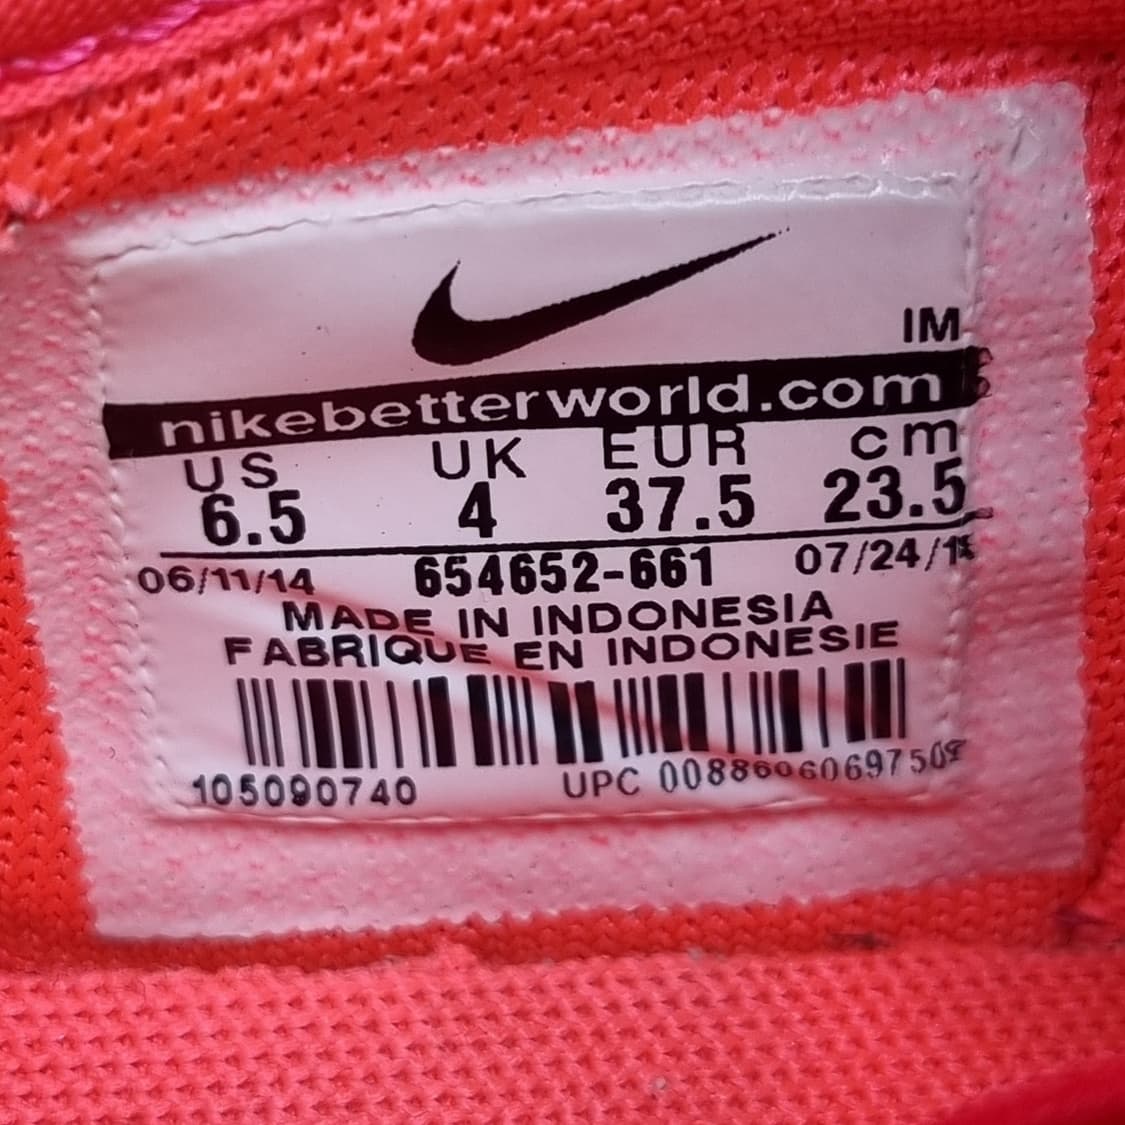 IM
nikebetterworld.com
US UK EUR cm
6.5 4 37.5 23.5
06/11/14 654652-661
MADE IN INDONESIA
FABRIQUE EN INDONESIE
105090740 UPC